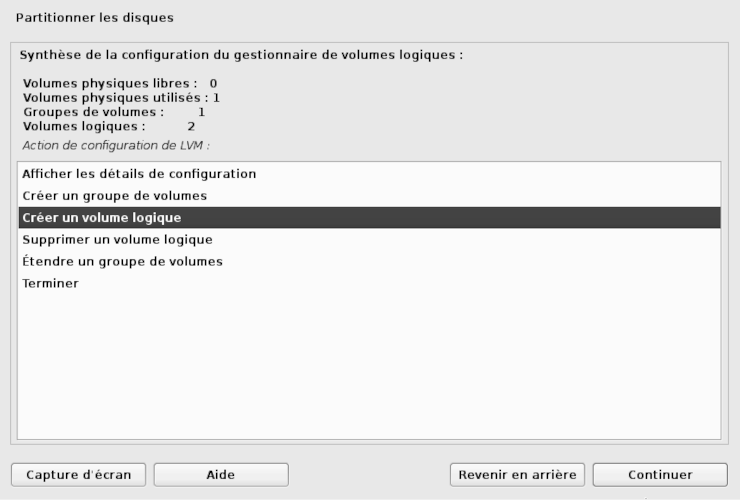 Partitionner les disques
Synthèse de la configuration du gestionnaire de volumes logiques :
Volumes physiques libres : 0
Volumes physiques utilisés : 1
Groupes de volumes : 1
Volumes logiques : 2
Action de configuration de LVM :
Afficher les détails de configuration
Créer un groupe de volumes
Créer un volume logique
Supprimer un volume logique
Étendre un groupe de volumes
Terminer
Capture d'écran Aide Revenir en arrière Continuer